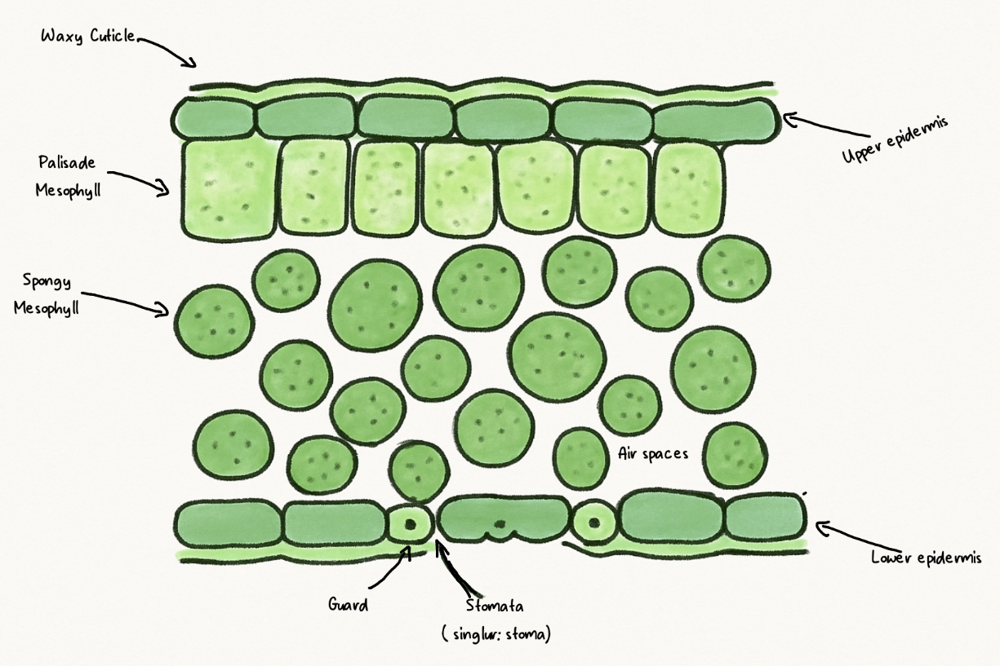 Waxy Cuticle
Upper epidermis
Palisade
Mesophyll
Spongy
Mesophyll
Air spaces
Lower epidermis
Guard
Stomata
( singlur: stoma)